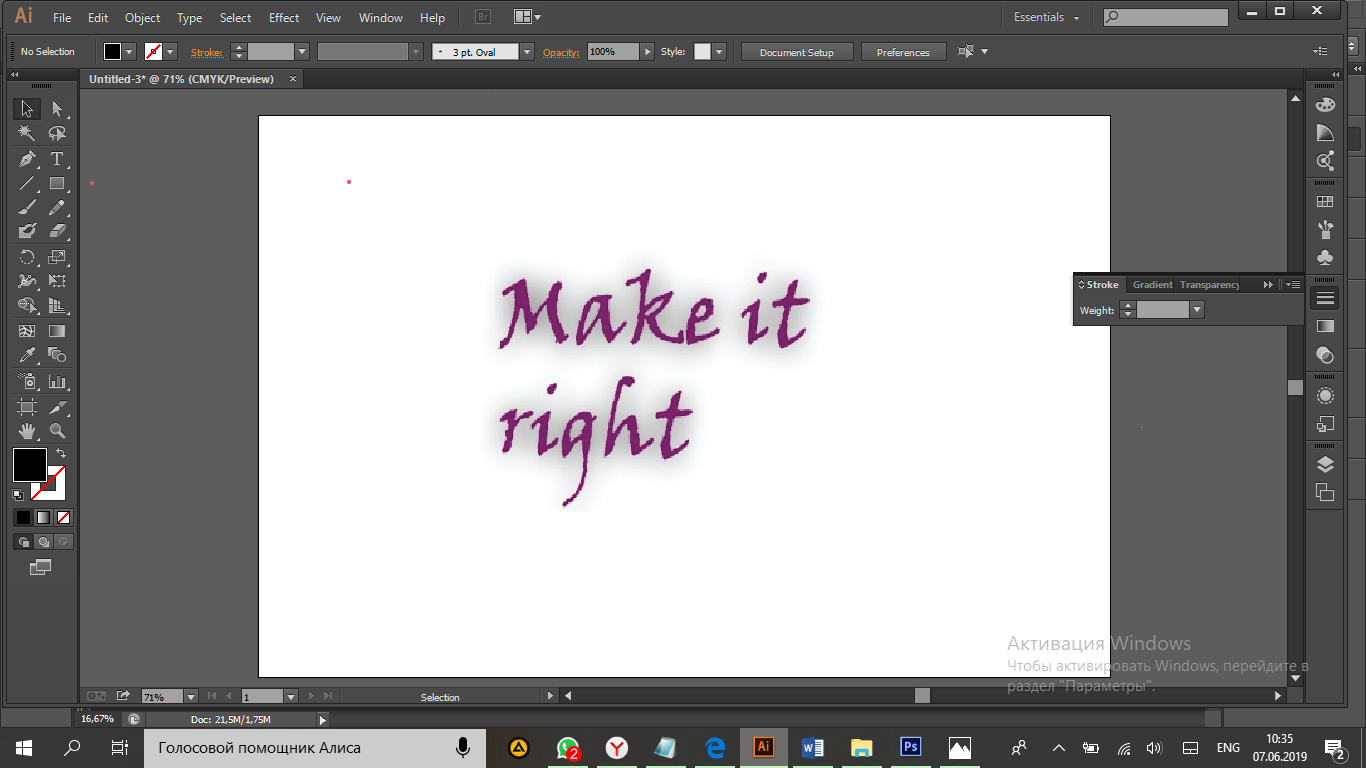 Ai File Edit Object Type Select Effect View Window Help Br Essentials
No Selection Stroke: 3 pt. Oval Opacity: 100% Style: Document Setup Preferences
Untitled-3* @ 71% (CMYK/Preview) ×
Make it
right
Stroke Gradient Transparency
Weight:
Активация Windows
Чтобы активировать Windows, перейдите в
раздел "Параметры".
71% 1 Selection
16,67% Doc: 21,5M/1,75M
Голосовой помощник Алиса 2 Y Ai W Ps ENG 10:35
07.06.2019 2